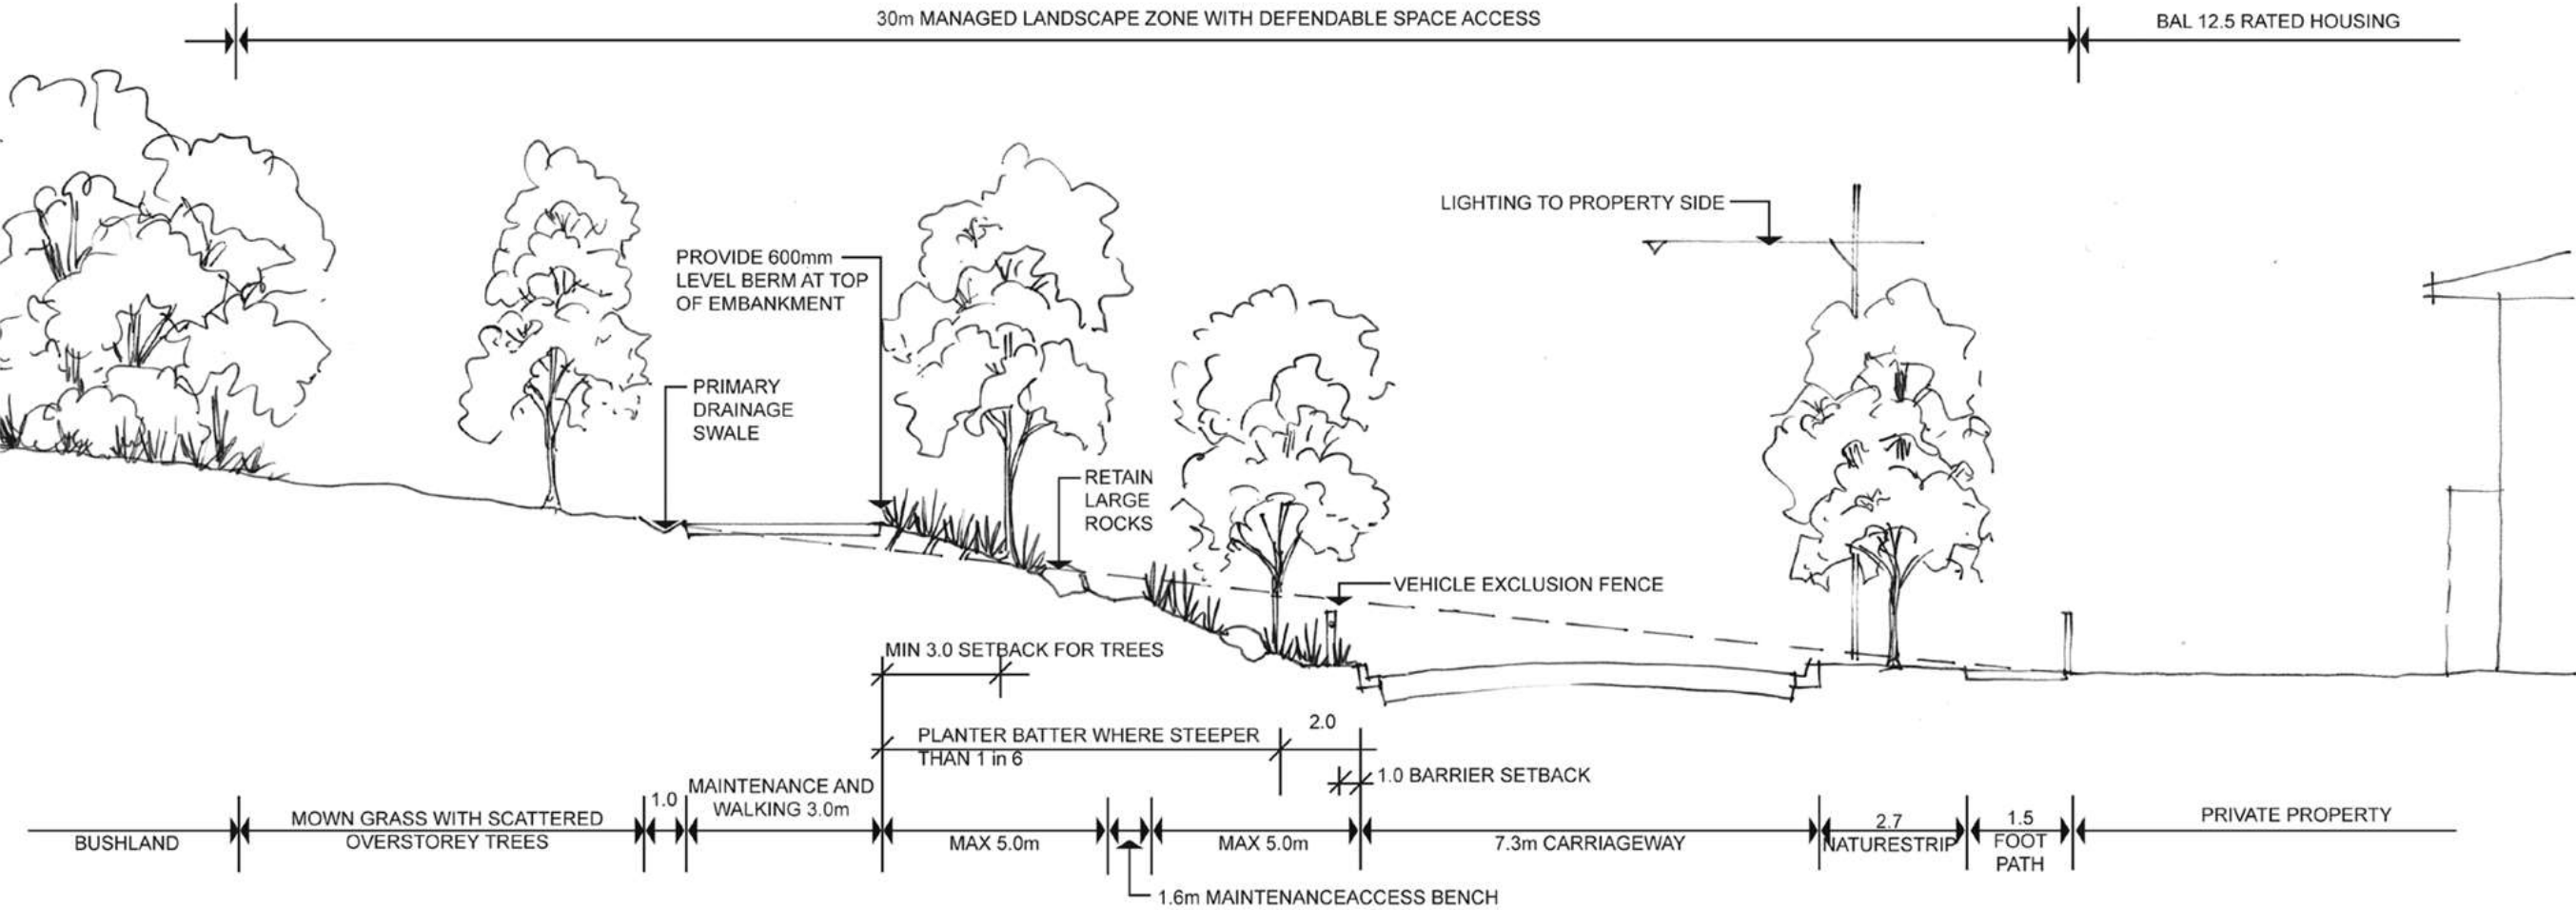 30m MANAGED LANDSCAPE ZONE WITH DEFENDABLE SPACE ACCESS
BAL 12.5 RATED HOUSING
LIGHTING TO PROPERTY SIDE
PROVIDE 600mm
LEVEL BERM AT TOP
OF EMBANKMENT
PRIMARY
DRAINAGE
SWALE
RETAIN
LARGE
ROCKS
VEHICLE EXCLUSION FENCE
MIN 3.0 SETBACK FOR TREES
2.0
PLANTER BATTER WHERE STEEPER
THAN 1 in 6
1.0 BARRIER SETBACK
BUSHLAND
MOWN GRASS WITH SCATTERED
OVERSTOREY TREES
1.0
MAINTENANCE AND
WALKING 3.0m
MAX 5.0m
1.6m MAINTENANCEACCESS BENCH
MAX 5.0m
7.3m CARRIAGEWAY
2.7
NATURESTRIP
1.5
FOOT
PATH
PRIVATE PROPERTY